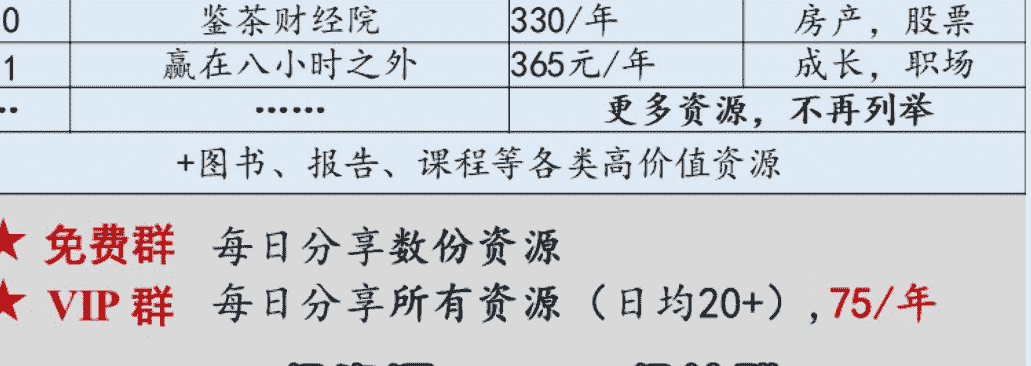 0 鉴茶财经院 330/年 房产，股票
1 赢在八小时之外 365元/年 成长，职场
.. …… 更多资源，不再列举
+图书、报告、课程等各类高价值资源
★ 免费群 每日分享数份资源
★ VIP 群 每日分享所有资源（日均20+）,75/年